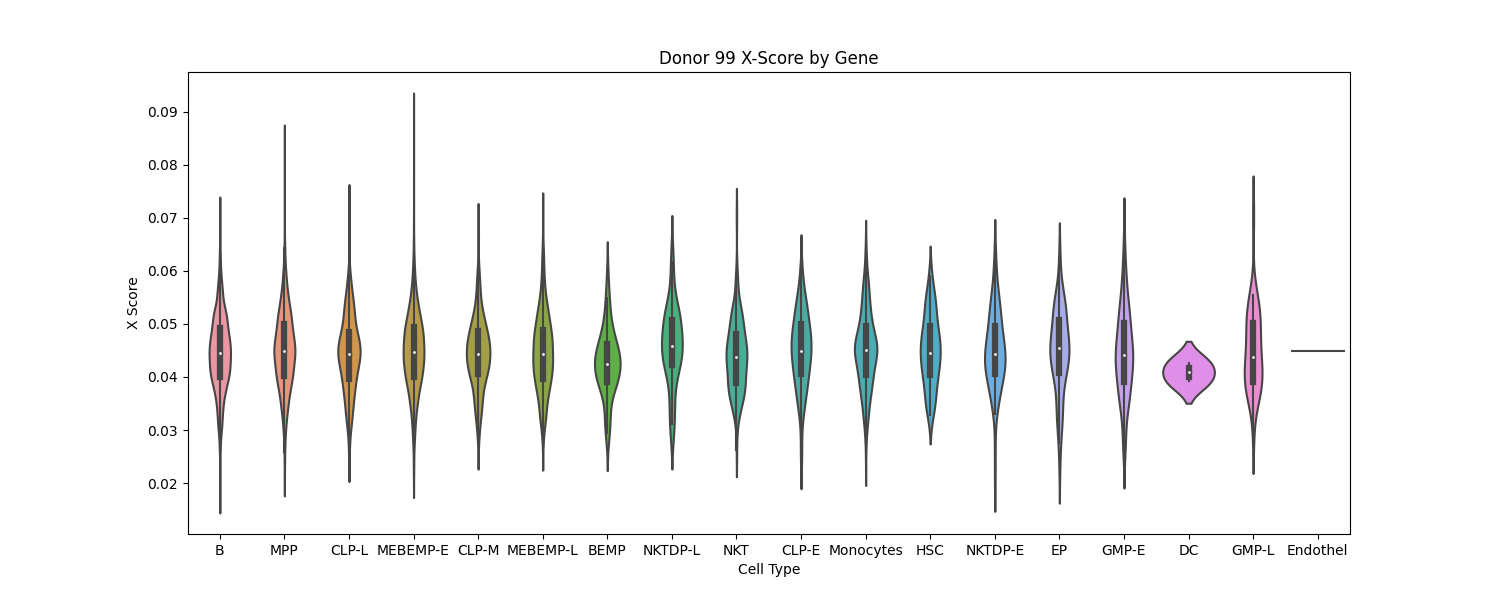 Donor 99 X-Score by Gene
0.09
0.08
0.07
0.06
0.05
0.04
0.03
0.02
X Score
B MPP CLP-L MEBEMP-E CLP-M MEBEMP-L BEMP NKTDP-L NKT CLP-E Monocytes HSC NKTDP-E EP GMP-E DC GMP-L Endothel
Cell Type